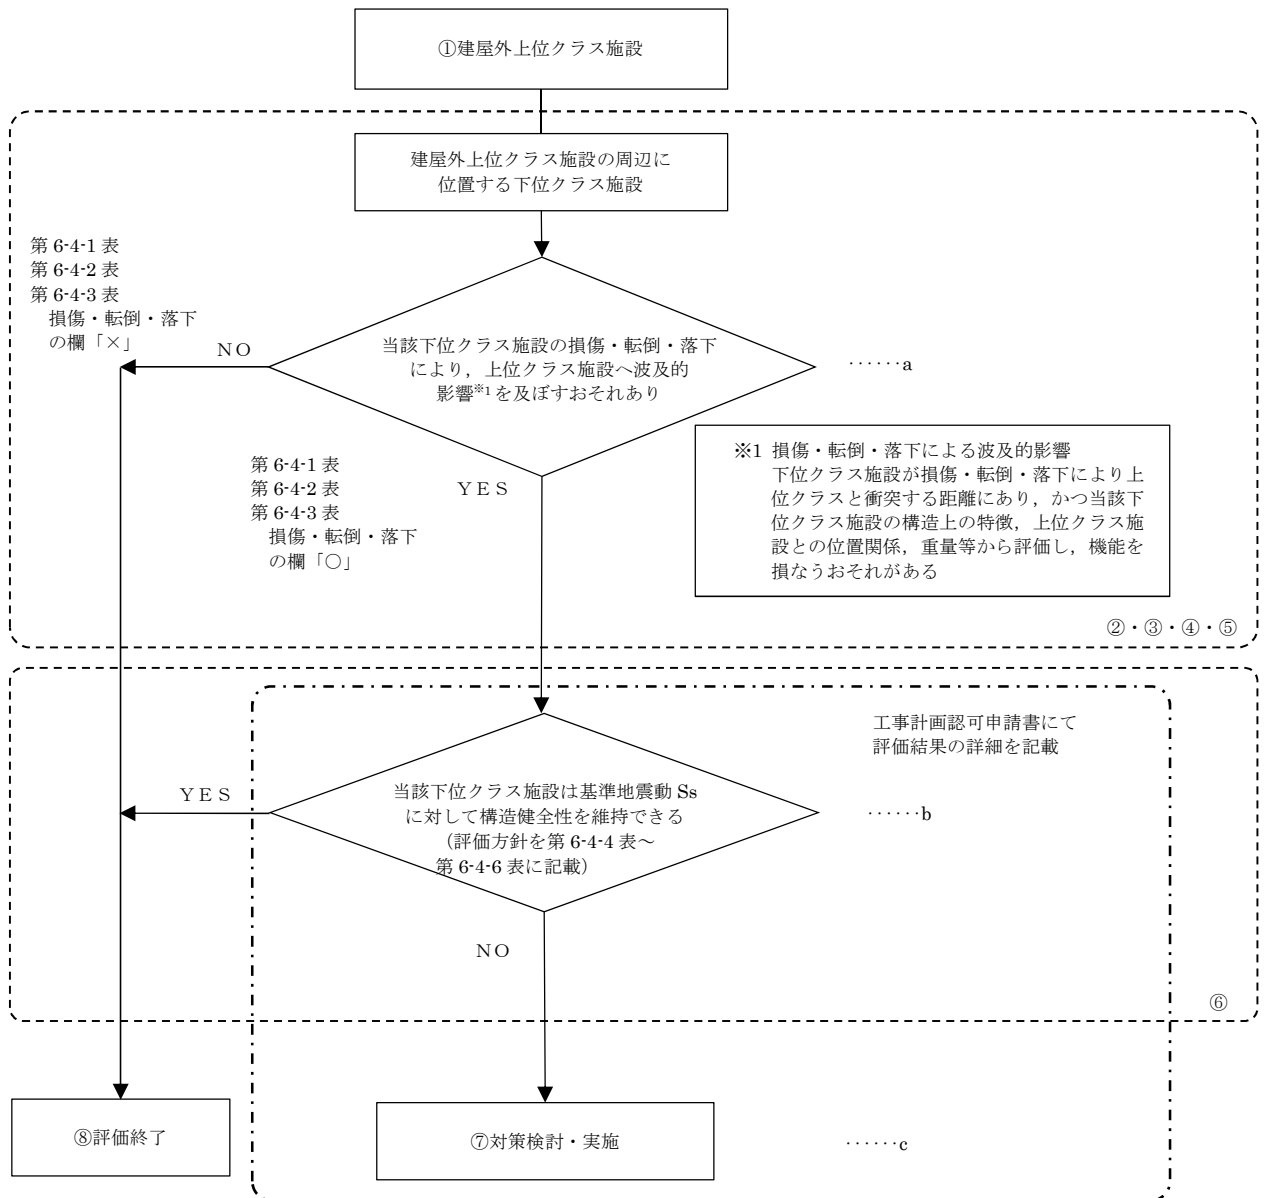 ①建屋外上位クラス施設
建屋外上位クラス施設の周辺に
位置する下位クラス施設
第 6-4-1 表
第 6-4-2 表
第 6-4-3 表
損傷・転倒・落下
の欄「×」
NO
当該下位クラス施設の損傷・転倒・落下
により，上位クラス施設へ波及的
影響※1を及ぼすおそれあり
······a
※1 損傷・転倒・落下による波及的影響
下位クラス施設が損傷・転倒・落下により上
位クラスと衝突する距離にあり，かつ当該下
位クラス施設の構造上の特徴，上位クラス施
設との位置関係，重量等から評価し，機能を
損なうおそれがある
第 6-4-1 表
第 6-4-2 表
第 6-4-3 表
損傷・転倒・落下
の欄「○」
YES
②・③・④・⑤
工事計画認可申請書にて
評価結果の詳細を記載
YES
当該下位クラス施設は基準地震動 Ss
に対して構造健全性を維持できる
（評価方針を第 6-4-4 表～
第 6-4-6 表に記載）
······b
NO
⑥
⑧評価終了
⑦対策検討・実施
······c